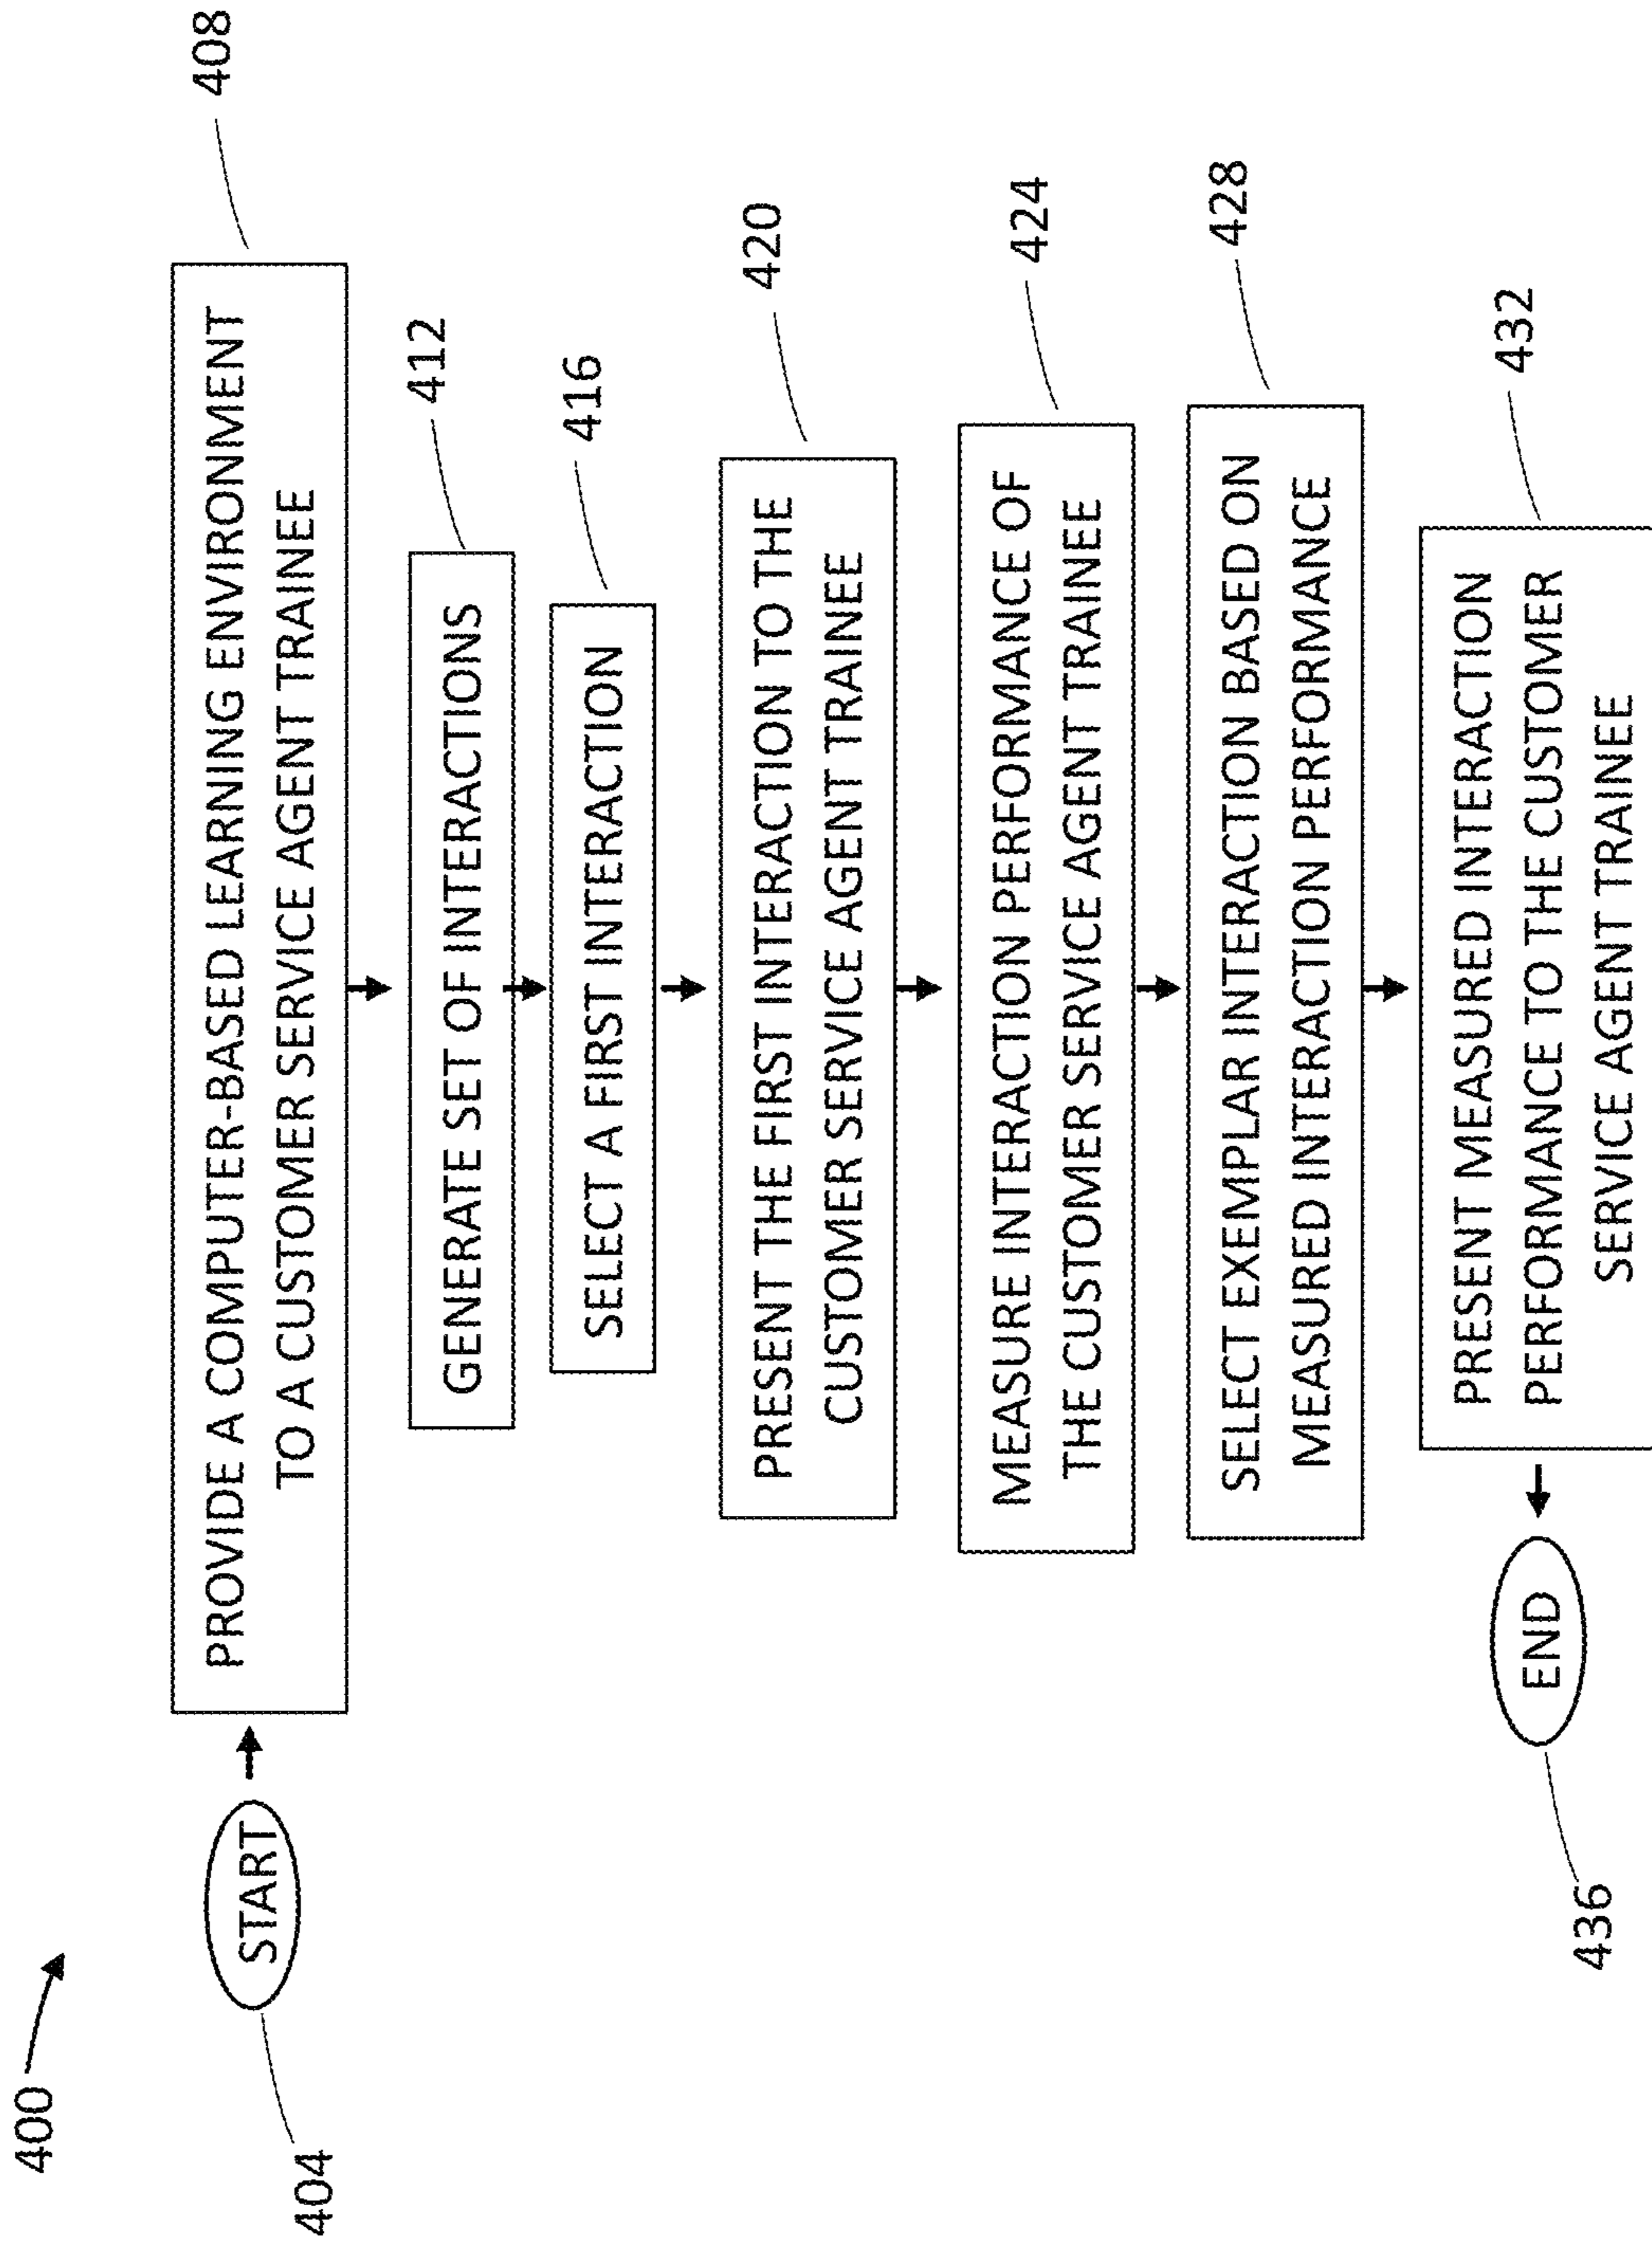 400
404
START
PROVIDE A COMPUTER-BASED LEARNING ENVIRONMENT
TO A CUSTOMER SERVICE AGENT TRAINEE
408
GENERATE SET OF INTERACTIONS
412
SELECT A FIRST INTERACTION
416
PRESENT THE FIRST INTERACTION TO THE
CUSTOMER SERVICE AGENT TRAINEE
420
MEASURE INTERACTION PERFORMANCE OF
THE CUSTOMER SERVICE AGENT TRAINEE
424
SELECT EXEMPLAR INTERACTION BASED ON
MEASURED INTERACTION PERFORMANCE
428
PRESENT MEASURED INTERACTION
PERFORMANCE TO THE CUSTOMER
SERVICE AGENT TRAINEE
432
END
436